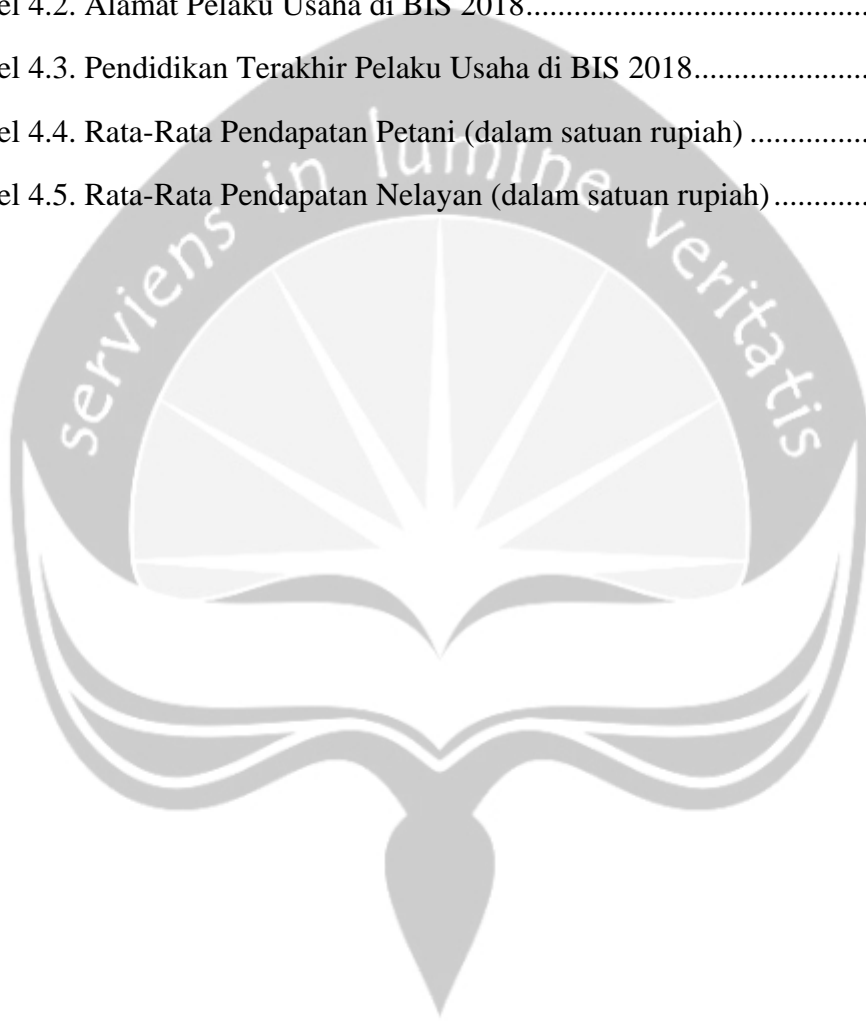 el 4.2. Alamat Pelaku Usaha di BIS 2018..........................................
el 4.3. Pendidikan Terakhir Pelaku Usaha di BIS 2018......................
el 4.4. Rata-Rata Pendapatan Petani (dalam satuan rupiah) ...............
el 4.5. Rata-Rata Pendapatan Nelayan (dalam satuan rupiah)............
serviens in lumine veritatis